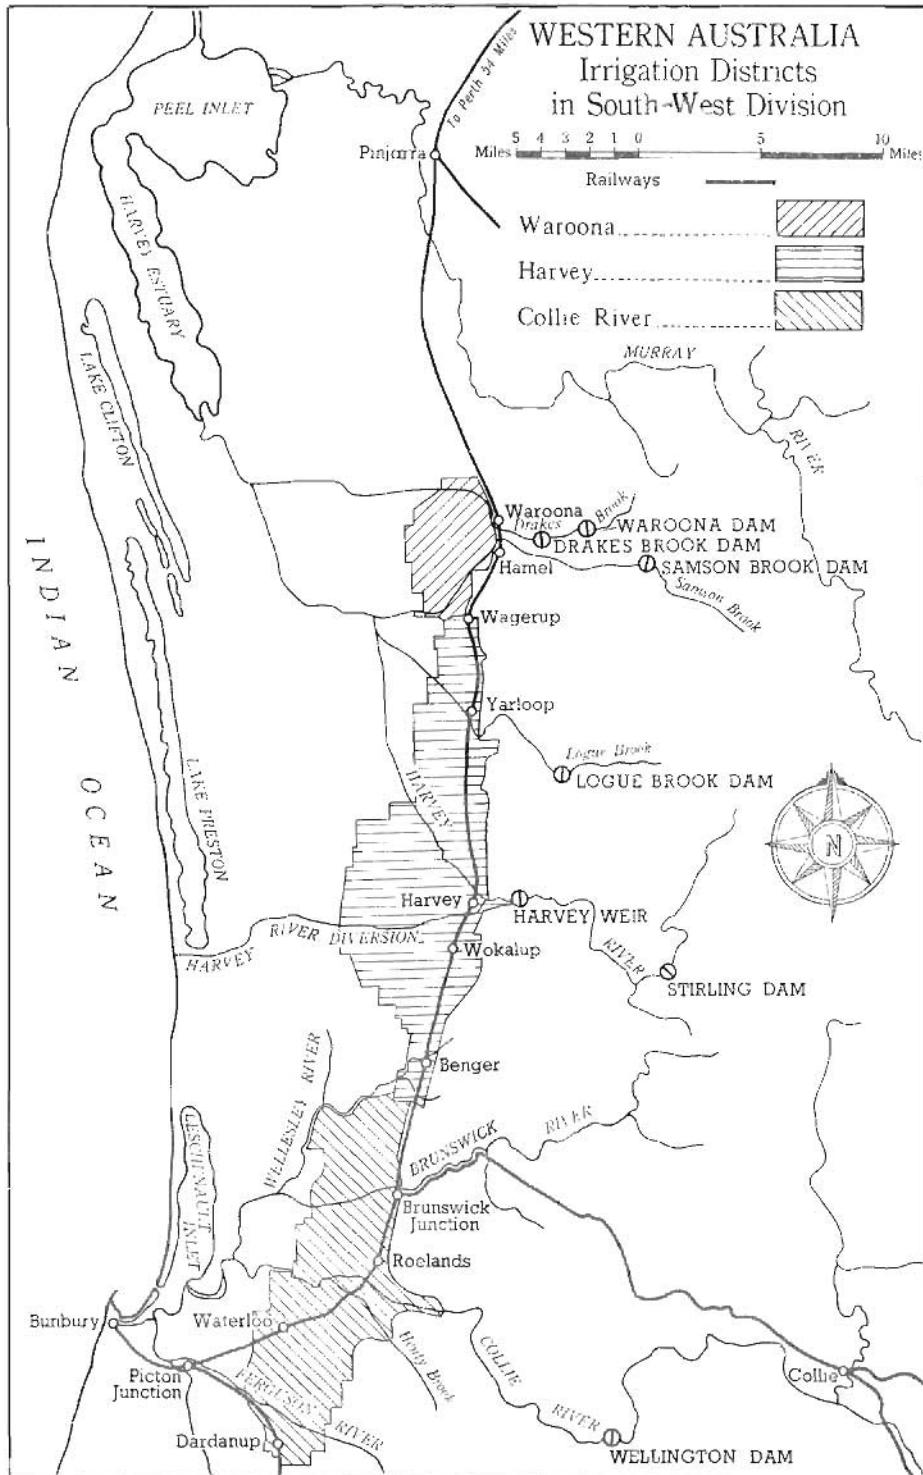 WESTERN AUSTRALIA
Irrigation Districts
in South-West Division
5 4 3 2 1 0 5 10
Miles Miles
Railways
Waroona
Harvey
Collie River
To Perth 54 Miles
PEEL INLET
Pinjarra
HARVEY ESTUARY
LAKE CLIFTON
MURRAY
RIVER
Waroona
Drakes Brook
WAROONA DAM
DRAKES BROOK DAM
Hamel
SAMSON BROOK DAM
Samson Brook
Wagerup
INDIAN
OCEAN
Yarloop
Logue Brook
LOGUE BROOK DAM
HARVEY
LAKE PRESTON
N
Harvey
HARVEY WEIR
HARVEY RIVER DIVERSION
Wokalup
RIVER
STIRLING DAM
Benger
WELLESLEY RIVER
LESCHENAULT
INLET
BRUNSWICK RIVER
Brunswick
Junction
Roelands
Bunbury
Waterloo
Picton
Junction
FERGUSON RIVER
Henty Brook
COLLIE
RIVER
Collie
Dardanup
WELLINGTON DAM